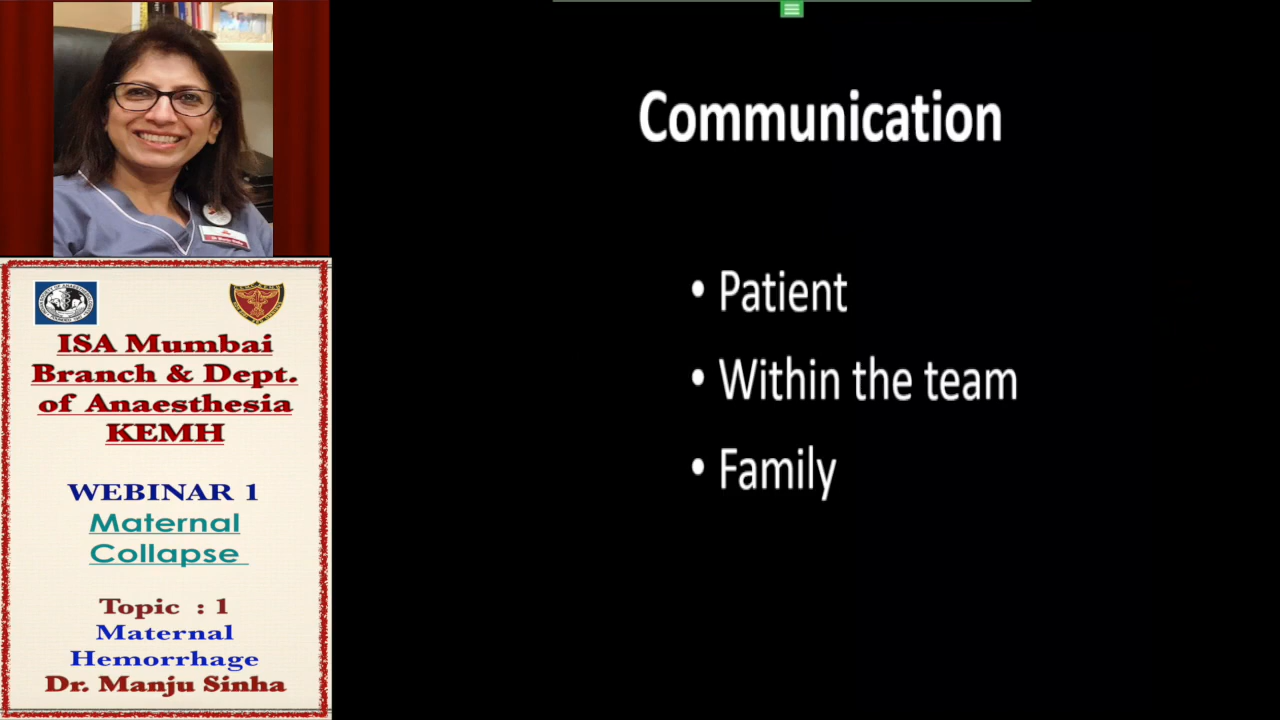 Communication
• Patient
• Within the team
• Family
ISA Mumbai
Branch & Dept.
of Anaesthesia
KEMH
WEBINAR 1
Maternal
Collapse
Topic : 1
Maternal
Hemorrhage
Dr. Manju Sinha